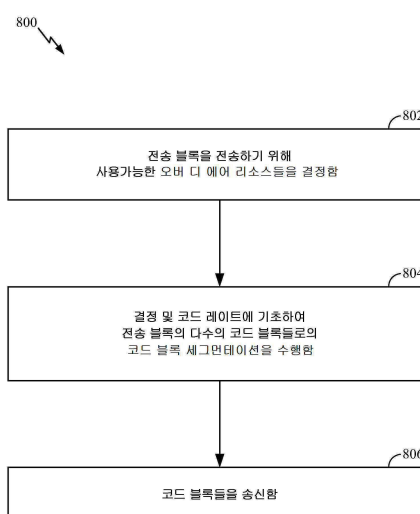 800
802
전송 블록을 전송하기 위해
사용가능한 오버 디 에어 리소스들을 결정함
804
결정 및 코드 레이트에 기초하여
전송 블록의 다수의 코드 블록들로의
코드 블록 세그먼테이션을 수행함
806
코드 블록들을 송신함